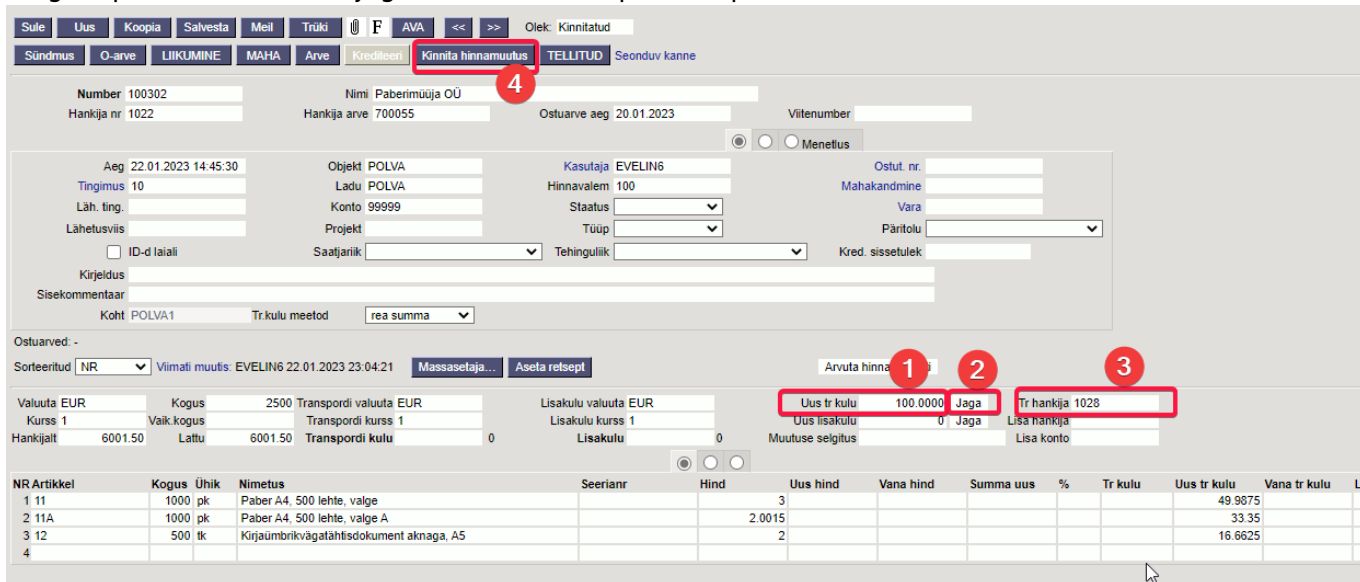 Sule Uus Koopia Salvesta Meil Trüki F AVA << >> Olek: Kinnitatud
Sündmus O-arve LIIKUMINE MAHA Arve Krediteeri Kinnita hinnamuutus TELLITUD Seonduv kanne
4
Number 100302 Nimi Paberimüüja OÜ
Hankija nr 1022 Hankija arve 700055 Ostuarve aeg 20.01.2023 Viitenumber
Menetlus
Aeg 22.01.2023 14:45:30 Objekt POLVA Kasutaja EVELIN6 Ostut. nr.
Tingimus 10 Ladu POLVA Hinnavalem 100 Mahakandmine
Läh. ting. Konto 99999 Staatus Vara
Lähetusviis Projekt Tüüp Päritolu
ID-d laiali Saatjariik Tehinguliik Kred. sissetulek
Kirjeldus
Sisekommentaar
Koht POLVA1 Tr.kulu meetod rea summa
Ostuarved: -
Sorteeritud NR Viimati muutis: EVELIN6 22.01.2023 23:04:21 Massasetaja... Aseta retsept Arvuta 1 2 3
Valuuta EUR Kogus 2500 Transpordi valuuta EUR Lisakulu valuuta EUR Uus tr kulu 100.0000 Jaga Tr hankija 1028
Kurss 1 Vaik.kogus Transpordi kurss 1 Lisakulu kurss 1 Uus lisakulu 0 Jaga Lisa hankija
Hankijalt 6001.50 Lattu 6001.50 Transpordi kulu 0 Lisakulu 0 Muutuse selgitus Lisa konto
NR Artikkel Kogus Ühik Nimetus Seerianr Hind Uus hind Vana hind Summa uus % Tr kulu Uus tr kulu Vana tr kulu L
1 11 1000 pk Paber A4, 500 lehte, valge 3 49.9875
2 11A 1000 pk Paber A4, 500 lehte, valge A 2.0015 33.35
3 12 500 tk Kirjaümbrikvägatähtisdokument aknaga, A5 2 16.6625
4